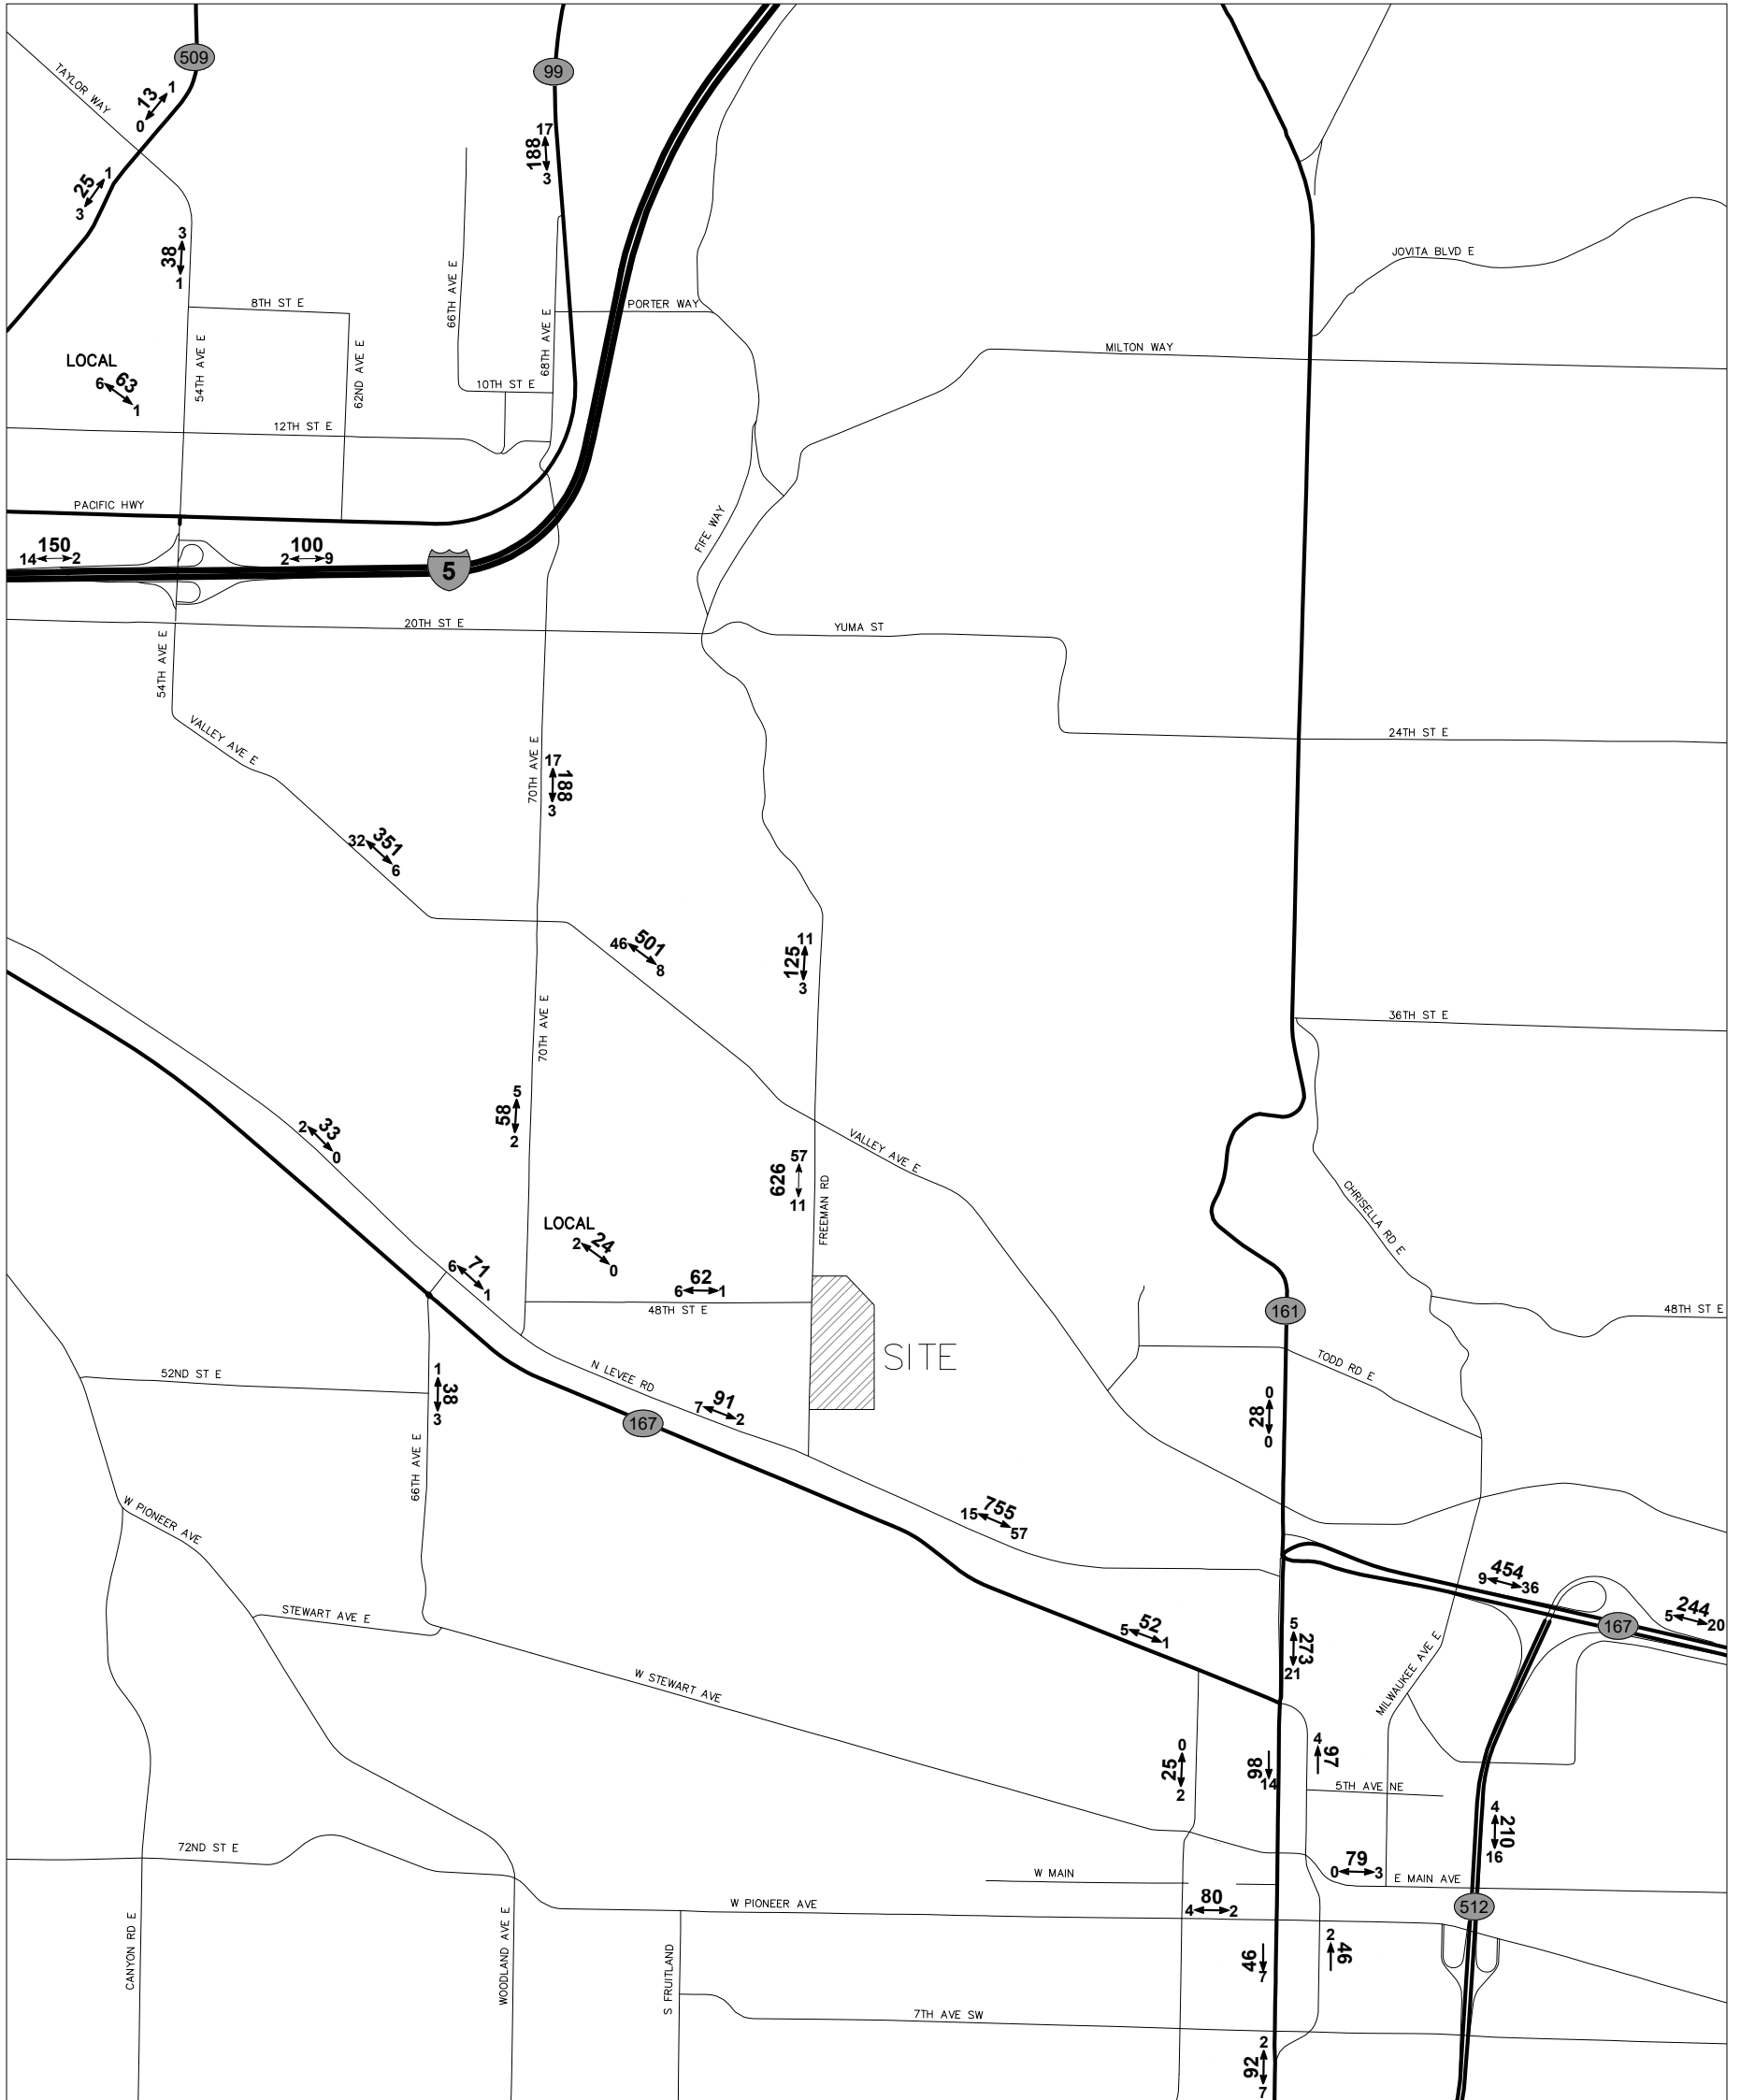 509
99
TAYLOR WAY
13
1
0
17
188
3
25
1
3
3
38
1
66TH AVE E
JOVITA BLVD E
8TH ST E
PORTER WAY
68TH AVE E
54TH AVE E
62ND AVE E
MILTON WAY
LOCAL
6
63
1
10TH ST E
12TH ST E
PACIFIC HWY
FIFE WAY
150
14
2
100
2
9
5
20TH ST E
YUMA ST
54TH AVE E
VALLEY AVE E
24TH ST E
70TH AVE E
17
188
3
32
351
6
46
501
8
11
125
3
70TH AVE E
36TH ST E
5
58
2
2
33
0
VALLEY AVE E
57
626
11
FREEMAN RD
CHRISELLA RD E
LOCAL
2
24
0
6
71
1
62
6
1
48TH ST E
161
48TH ST E
SITE
TODD RD E
52ND ST E
1
38
3
N LEVEE RD
7
91
2
0
28
0
167
66TH AVE E
W PIONEER AVE
15
755
57
454
9
36
STEWART AVE E
244
5
20
167
5
52
1
5
273
21
MILWAUKEE AVE E
W STEWART AVE
0
25
2
98
14
4
97
5TH AVE NE
4
210
16
72ND ST E
W MAIN
79
0
3
E MAIN AVE
80
4
2
W PIONEER AVE
512
CANYON RD E
WOODLAND AVE E
S FRUITLAND
46
7
2
46
7TH AVE SW
2
92
7